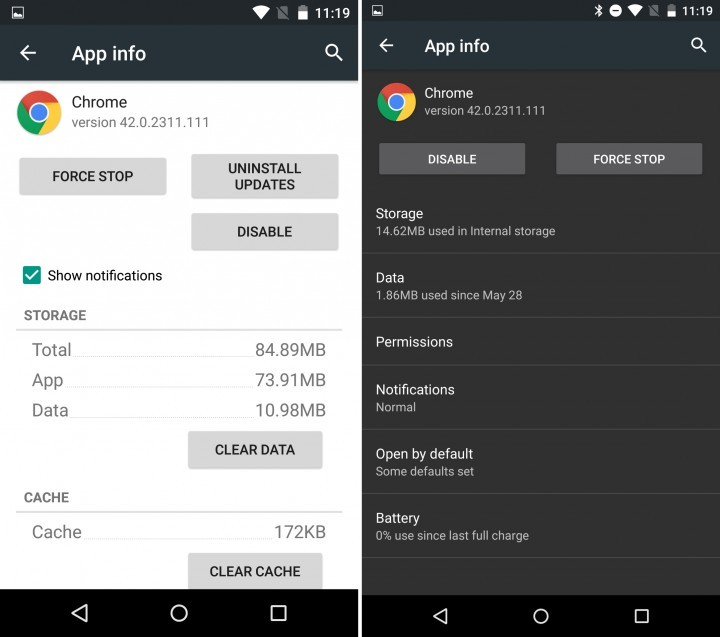 11:19
App info
Chrome
version 42.0.2311.111
FORCE STOP
UNINSTALL
UPDATES
DISABLE
Show notifications
STORAGE
Total 84.89MB
App 73.91MB
Data 10.98MB
CLEAR DATA
CACHE
Cache 172KB
CLEAR CACHE
11:19
App info
Chrome
version 42.0.2311.111
DISABLE FORCE STOP
Storage
14.62MB used in Internal storage
Data
1.86MB used since May 28
Permissions
Notifications
Normal
Open by default
Some defaults set
Battery
0% use since last full charge